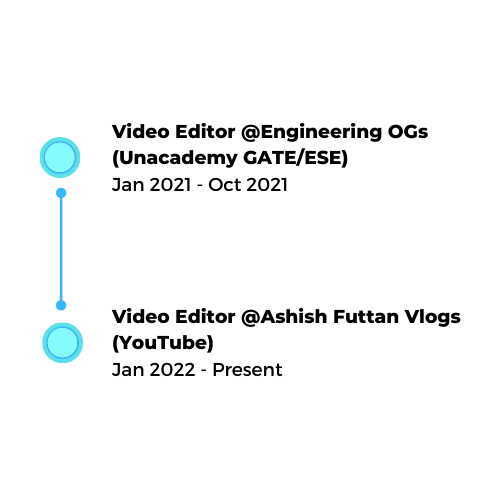 Video Editor @Engineering OGs
(Unacademy GATE/ESE)
Jan 2021 - Oct 2021
Video Editor @Ashish Futtan Vlogs
(YouTube)
Jan 2022 - Present